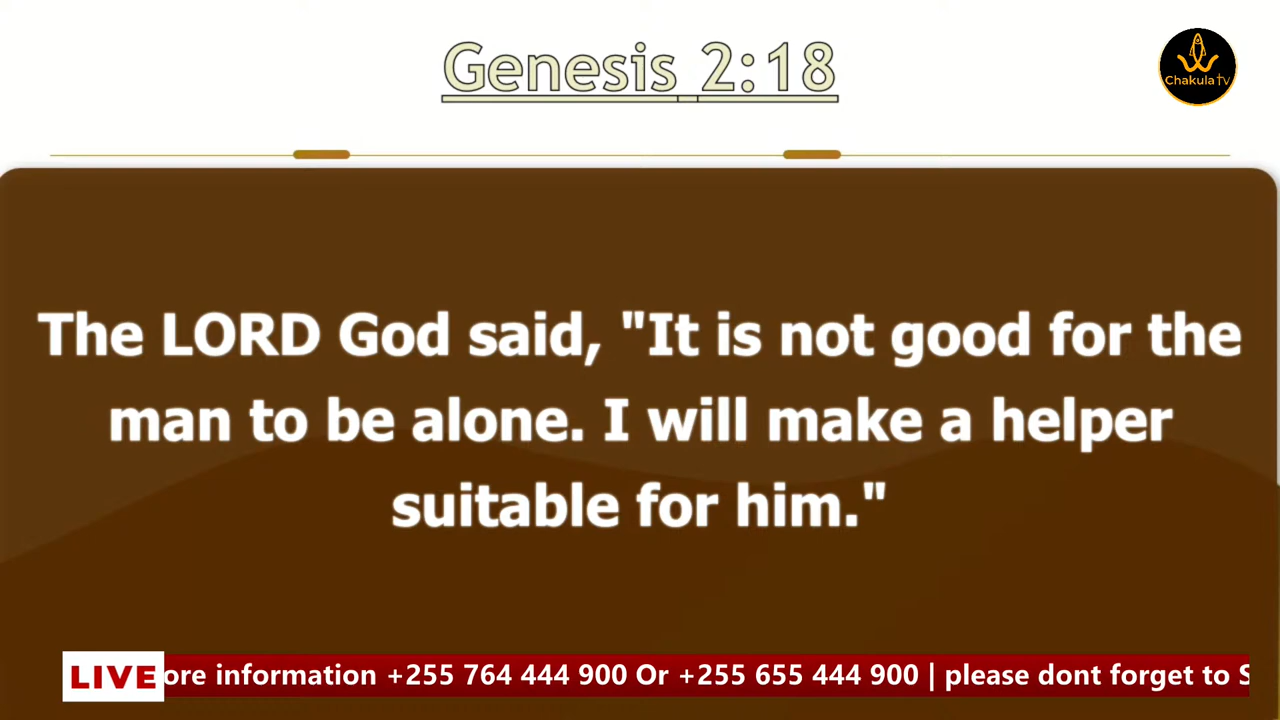 Genesis 2:18
Chakula Tv
The LORD God said, "It is not good for the
man to be alone. I will make a helper
suitable for him."
LIVE
ore information +255 764 444 900 Or +255 655 444 900 | please dont forget to S